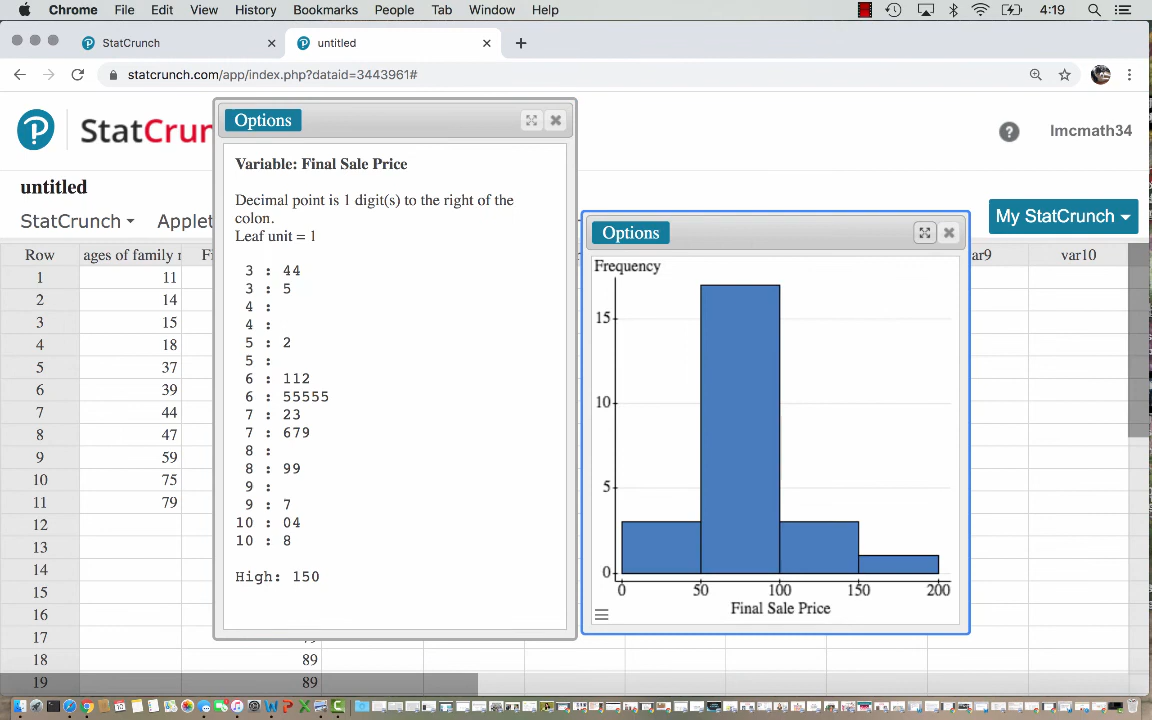 Chrome File Edit View History Bookmarks People Tab Window Help 4:19
StatCrunch untitled
statcrunch.com/app/index.php?dataid=3443961#
P StatCrun
lmcmath34
untitled
StatCrunch Applet
My StatCrunch
Options
Variable: Final Sale Price
Decimal point is 1 digit(s) to the right of the
colon.
Leaf unit = 1
3 : 44
3 : 5
4 :
4 :
5 : 2
5 :
6 : 112
6 : 55555
7 : 23
7 : 679
8 :
8 : 99
9 :
9 : 7
10 : 04
10 : 8
High: 150
Options
Frequency
15
10
5
0
0 50 100 150 200
Final Sale Price
Row ages of family r Fi ar9 var10
1 11
2 14
3 15
4 18
5 37
6 39
7 44
8 47
9 59
10 75
11 79
12
13
14
15
16
17
18 89
19 89